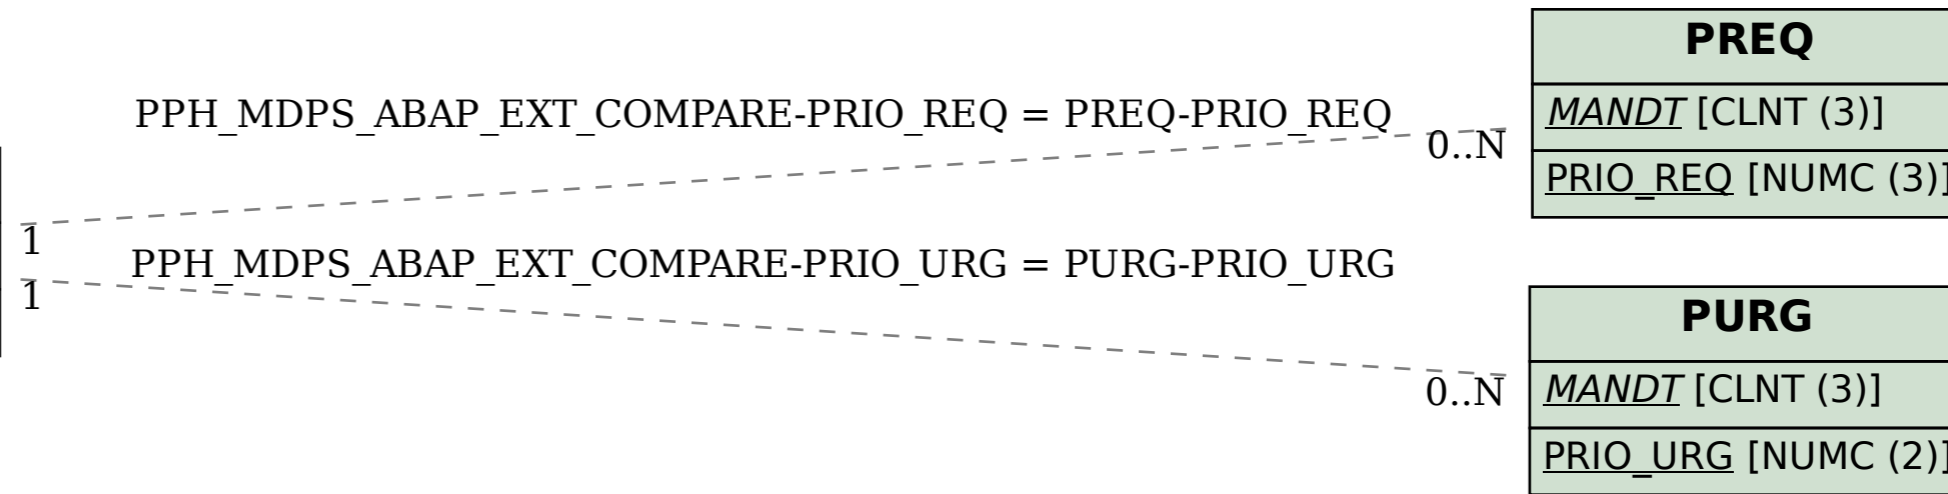 PREQ
PPH_MDPS_ABAP_EXT_COMPARE-PRIO_REQ = PREQ-PRIO_REQ
MANDT [CLNT (3)]
0..N
PRIO_REQ [NUMC (3)]
1
PPH_MDPS_ABAP_EXT_COMPARE-PRIO_URG = PURG-PRIO_URG
1
PURG
0..N
MANDT [CLNT (3)]
PRIO_URG [NUMC (2)]